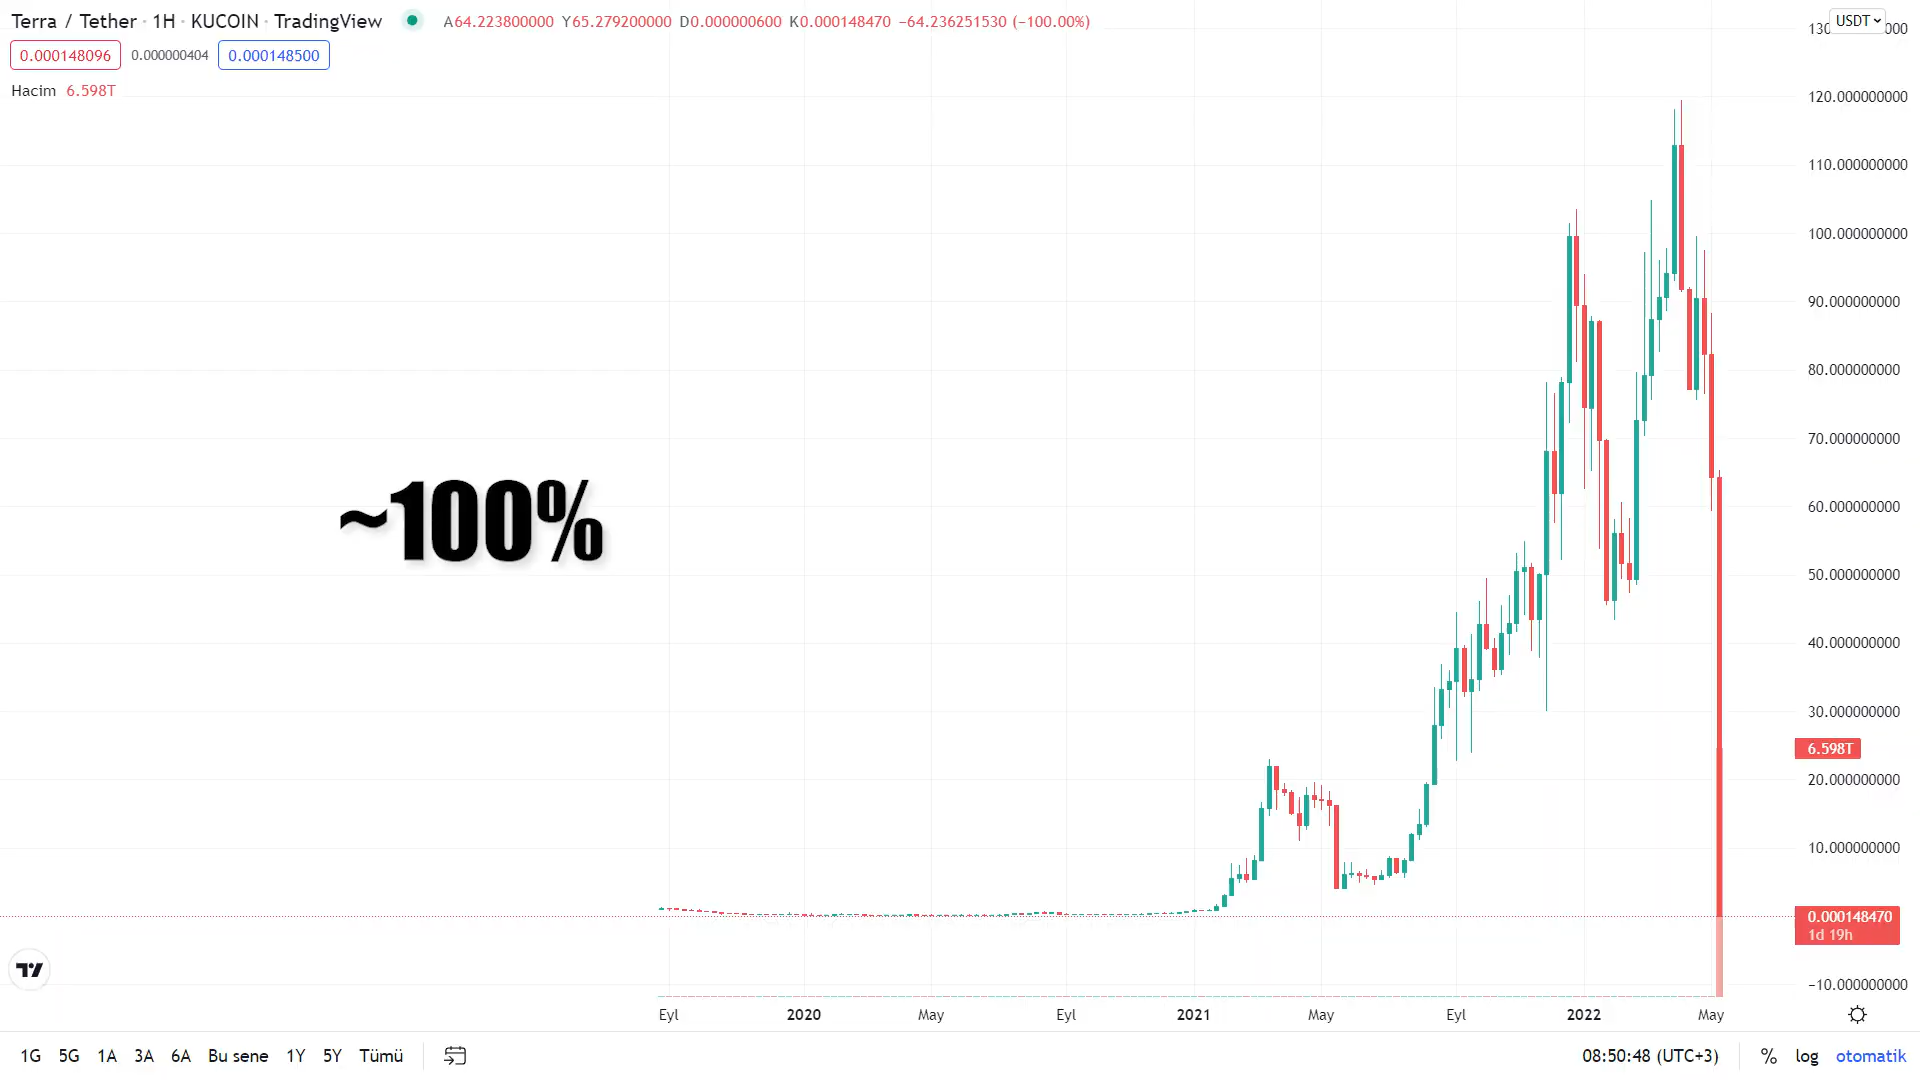 Terra / Tether · 1H · KUCOIN · TradingView A64.223800000 Y65.279200000 D0.000000600 K0.000148470 −64.236251530 (−100.00%)
0.000148096 0.000000404 0.000148500
Hacim 6.598T
USDT
120.000000000
110.000000000
100.000000000
90.000000000
80.000000000
70.000000000
60.000000000
50.000000000
40.000000000
30.000000000
6.598T
20.000000000
10.000000000
0.000148470
1d 19h
−10.000000000
~100%
Eyl 2020 May Eyl 2021 May Eyl 2022 May
1G 5G 1A 3A 6A Bu sene 1Y 5Y Tümü 08:50:48 (UTC+3) % log otomatik